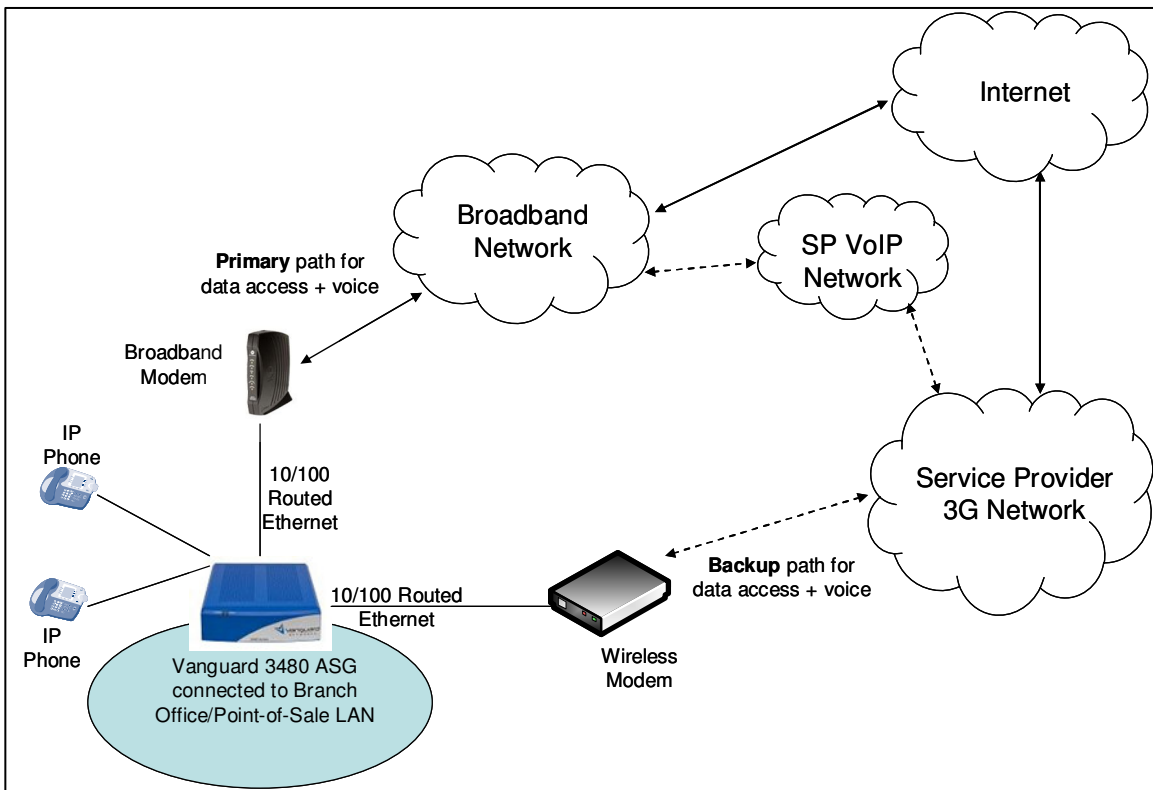 Internet
Broadband
Network
SP VoIP
Network
Primary path for
data access + voice
Broadband
Modem
IP
Phone
10/100
Routed
Ethernet
Service Provider
3G Network
Backup path for
data access + voice
10/100 Routed
Ethernet
IP
Phone
Wireless
Modem
vanguard
NETWORKS
Vanguard 3480 ASG
connected to Branch
Office/Point-of-Sale LAN